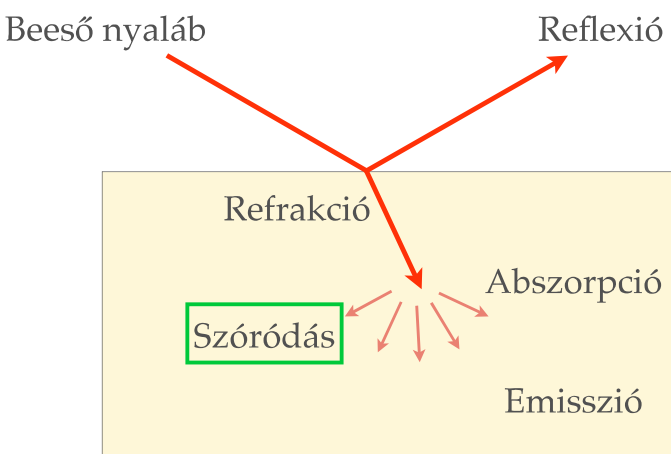 Beeső nyaláb
Reflexió
Refrakció
Abszorpció
Szóródás
Emisszió